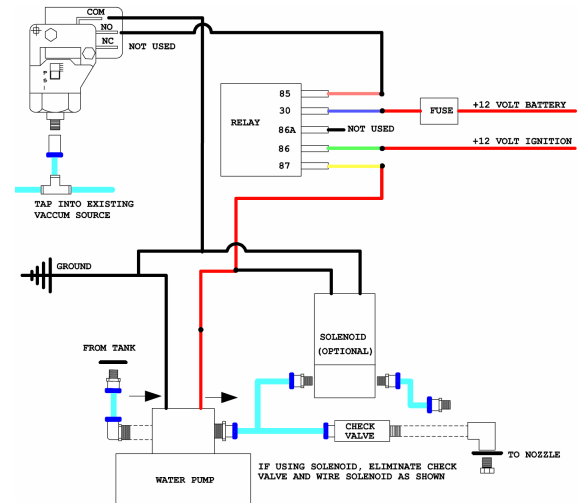 COM
NO
NC
NOT USED
P
S
I
TAP INTO EXISTING
VACCUM SOURCE
RELAY
85
30
86A
86
87
NOT USED
FUSE
+12 VOLT BATTERY
+12 VOLT IGNITION
GROUND
SOLENOID
(OPTIONAL)
FROM TANK
CHECK
VALVE
TO NOZZLE
WATER PUMP
IF USING SOLENOID, ELIMINATE CHECK
VALVE AND WIRE SOLENOID AS SHOWN